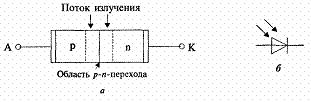 Поток излучения
А р n К
Область р-n-перехода
а б